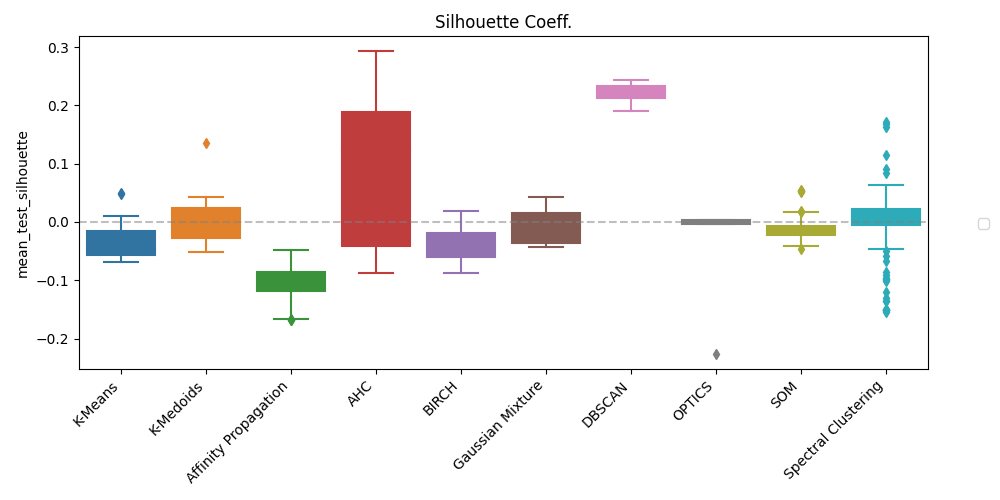 Silhouette Coeff.
mean_test_silhouette
0.3
0.2
0.1
0.0
−0.1
−0.2
K-Means
K-Medoids
Affinity Propagation
AHC
BIRCH
Gaussian Mixture
DBSCAN
OPTICS
SOM
Spectral Clustering